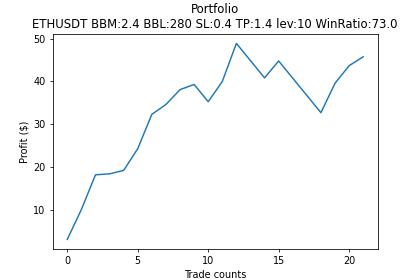 Portfolio
ETHUSDT BBM:2.4 BBL:280 SL:0.4 TP:1.4 lev:10 WinRatio:73.0
50
40
30
20
10
Profit ($)
0 5 10 15 20
Trade counts